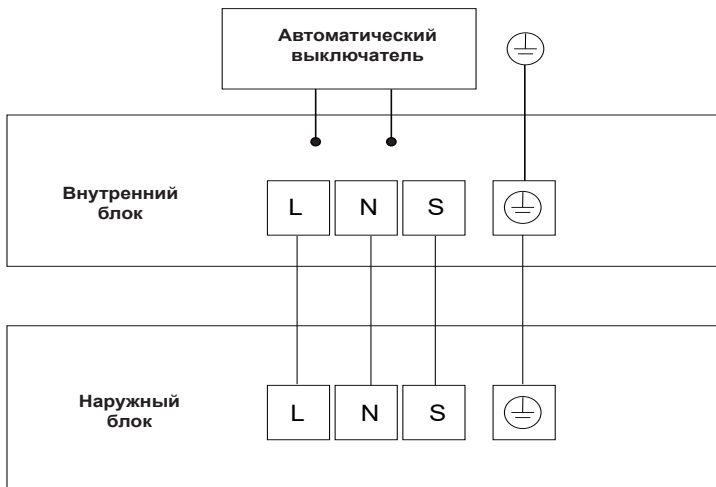 Автоматический
выключатель
Внутренний
блок
L N S
Наружный
блок
L N S